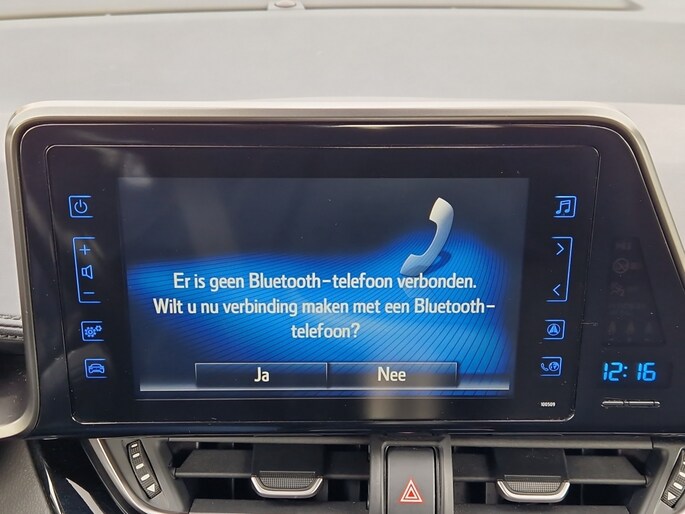 Er is geen Bluetooth-telefoon verbonden.
Wilt u nu verbinding maken met een Bluetooth-
telefoon?
Ja Nee
12:16